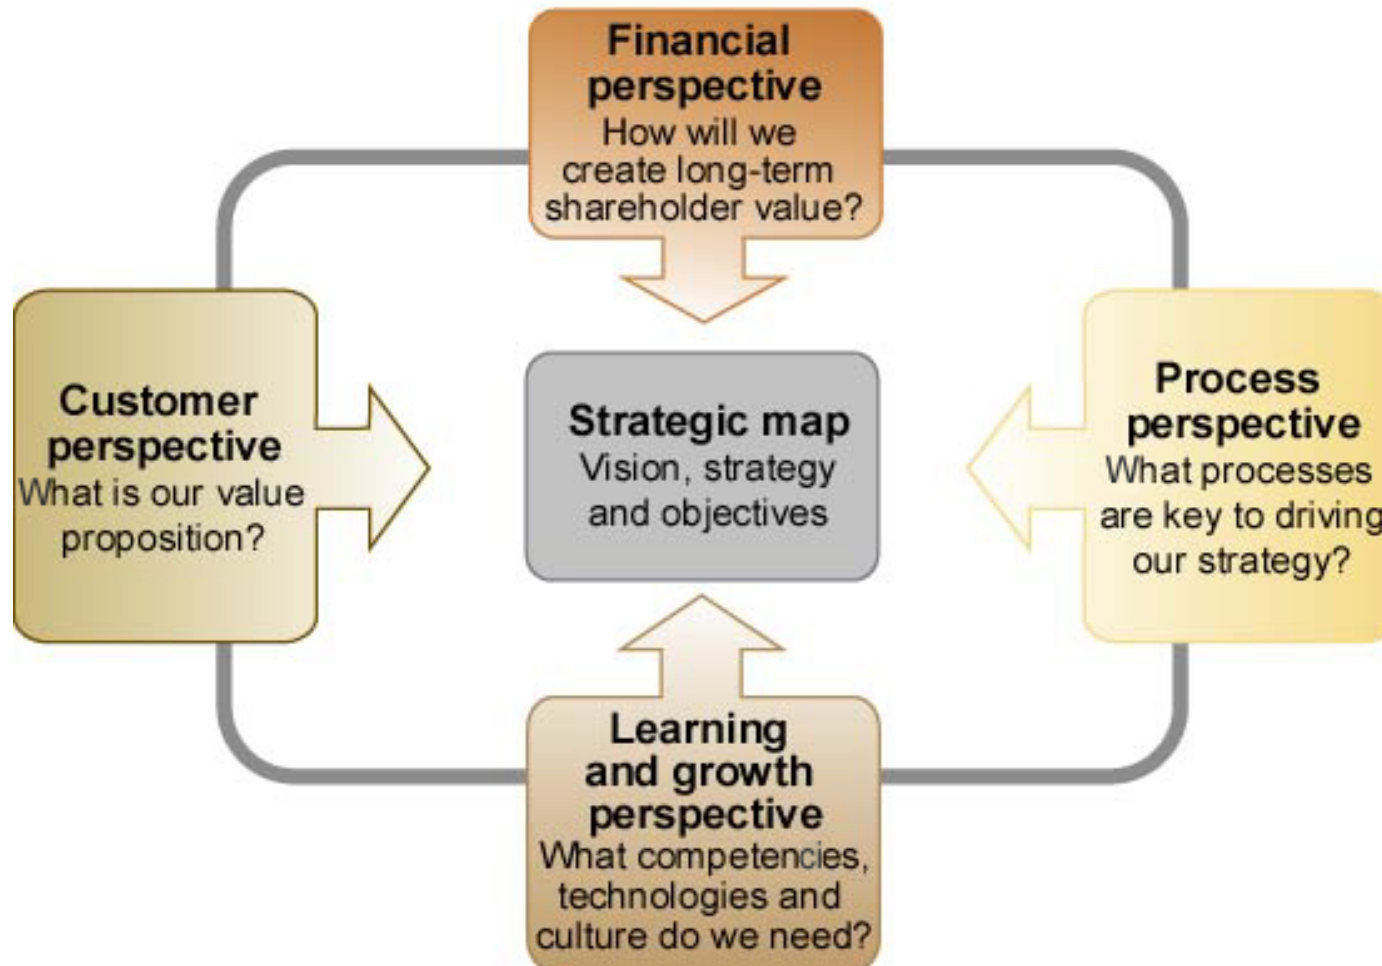 Financial
perspective
How will we
create long-term
shareholder value?
Customer
perspective
What is our value
proposition?
Strategic map
Vision, strategy
and objectives
Process
perspective
What processes
are key to driving
our strategy?
Learning
and growth
perspective
What competencies,
technologies and
culture do we need?